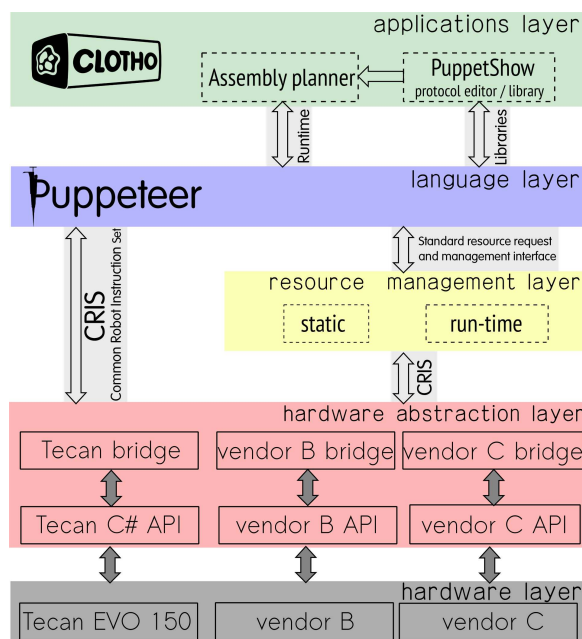 applications layer
CLOTHO
Assembly planner
PuppetShow
protocol editor / library
Runtime
Libraries
language layer
Puppeteer
CRIS
Common Robot Instruction Set
Standard resource request
and management interface
resource management layer
static
run-time
CRIS
hardware abstraction layer
Tecan bridge
vendor B bridge
vendor C bridge
Tecan C# API
vendor B API
vendor C API
hardware layer
Tecan EVO 150
vendor B
vendor C